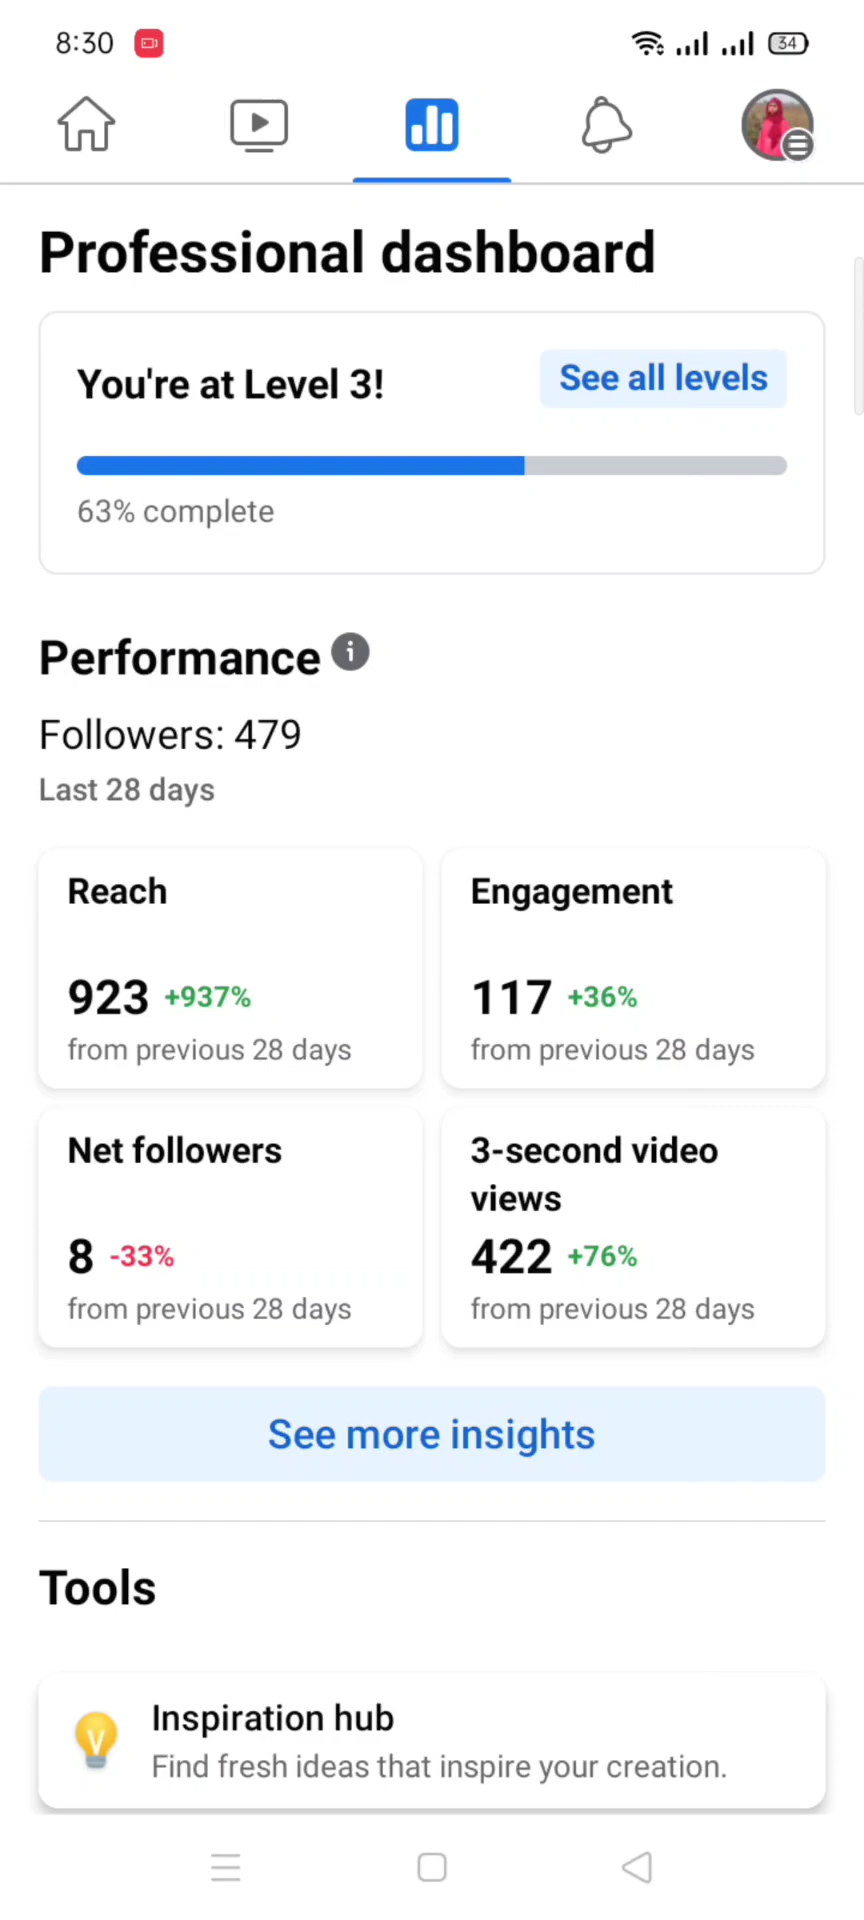 8:30
34
Professional dashboard
You're at Level 3!
See all levels
63% complete
Performance
Followers: 479
Last 28 days
Reach
923 +937%
from previous 28 days
Engagement
117 +36%
from previous 28 days
Net followers
8 -33%
from previous 28 days
3-second video
views
422 +76%
from previous 28 days
See more insights
Tools
Inspiration hub
Find fresh ideas that inspire your creation.